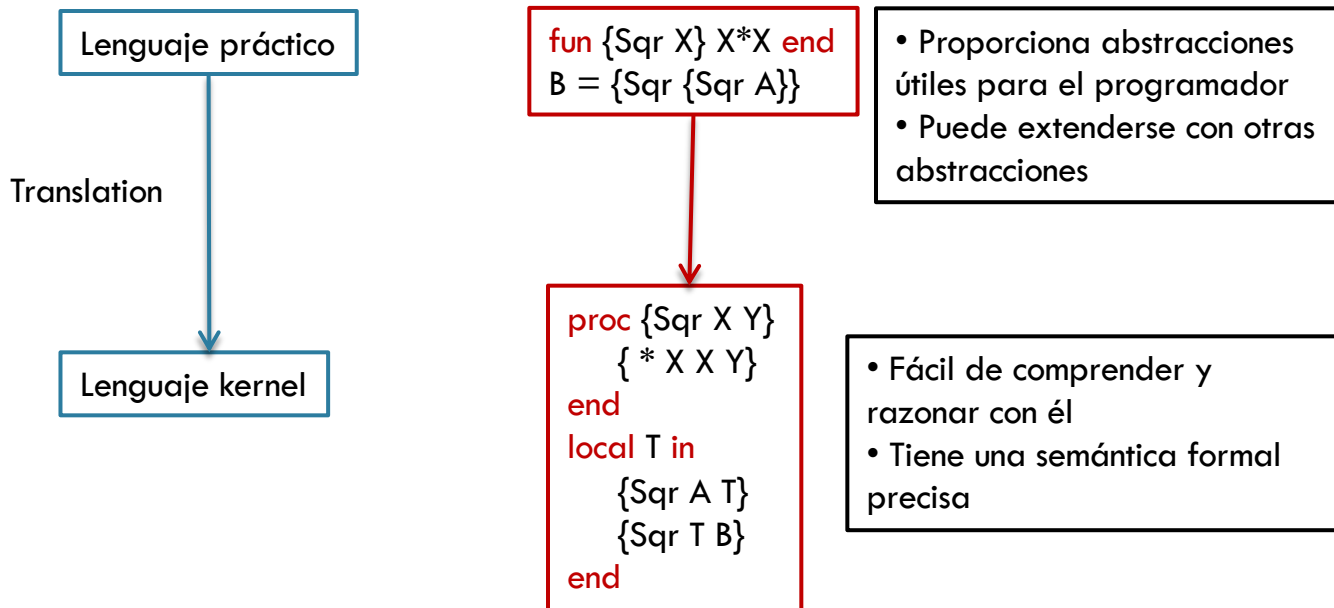 Lenguaje práctico
fun {Sqr X} X*X end
B = {Sqr {Sqr A}}
• Proporciona abstracciones
útiles para el programador
• Puede extenderse con otras
abstracciones
Translation
Lenguaje kernel
proc {Sqr X Y}
{ * X X Y}
end
local T in
{Sqr A T}
{Sqr T B}
end
• Fácil de comprender y
razonar con él
• Tiene una semántica formal
precisa